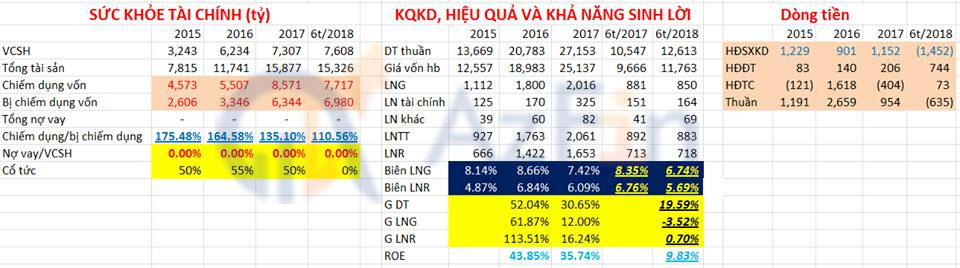 SỨC KHỎE TÀI CHÍNH (tỷ)
2015 2016 2017 6t/2018
VCSH 3,243 6,234 7,307 7,608
Tổng tài sản 7,815 11,741 15,877 15,326
Chiếm dụng vốn 4,573 5,507 8,571 7,717
Bị chiếm dụng vốn 2,606 3,346 6,344 6,980
Tổng nợ vay - - - -
Chiếm dụng/bị chiếm dụng 175.48% 164.58% 135.10% 110.56%
Nợ vay/VCSH 0.00% 0.00% 0.00% 0.00%
Cổ tức 50% 55% 50% 0%
KQKD, HIỆU QUẢ VÀ KHẢ NĂNG SINH LỜI
2015 2016 2017 6t/2017 6t/2018
DT thuần 13,669 20,783 27,153 10,547 12,613
Giá vốn hb 12,557 18,983 25,137 9,666 11,763
LNG 1,112 1,800 2,016 881 850
LN tài chính 125 170 325 151 164
LN khác 39 60 82 41 69
LNTT 927 1,763 2,061 892 883
LNR 666 1,422 1,653 713 718
Biên LNG 8.14% 8.66% 7.42% 8.35% 6.74%
Biên LNR 4.87% 6.84% 6.09% 6.76% 5.69%
G DT 52.04% 30.65% 19.59%
G LNG 61.87% 12.00% -3.52%
G LNR 113.51% 16.24% 0.70%
ROE 43.85% 35.74% 9.83%
Dòng tiền
2015 2016 2017 6t/2018
HĐSXKD 1,229 901 1,152 (1,452)
HĐĐT 83 140 206 744
HĐTC (121) 1,618 (404) 73
Thuần 1,191 2,659 954 (635)
AzFin